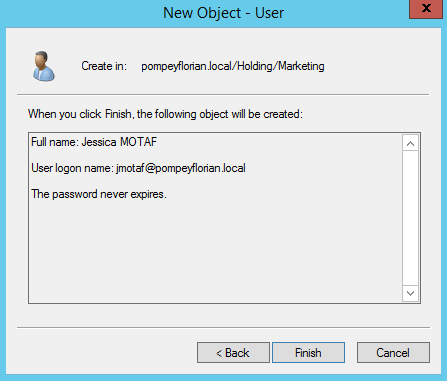 New Object - User
x
Create in: pompeyflorian.local/Holding/Marketing
When you click Finish, the following object will be created:
Full name: Jessica MOTAF
User logon name: jmotaf@pompeyflorian.local
The password never expires.
< Back
Finish
Cancel